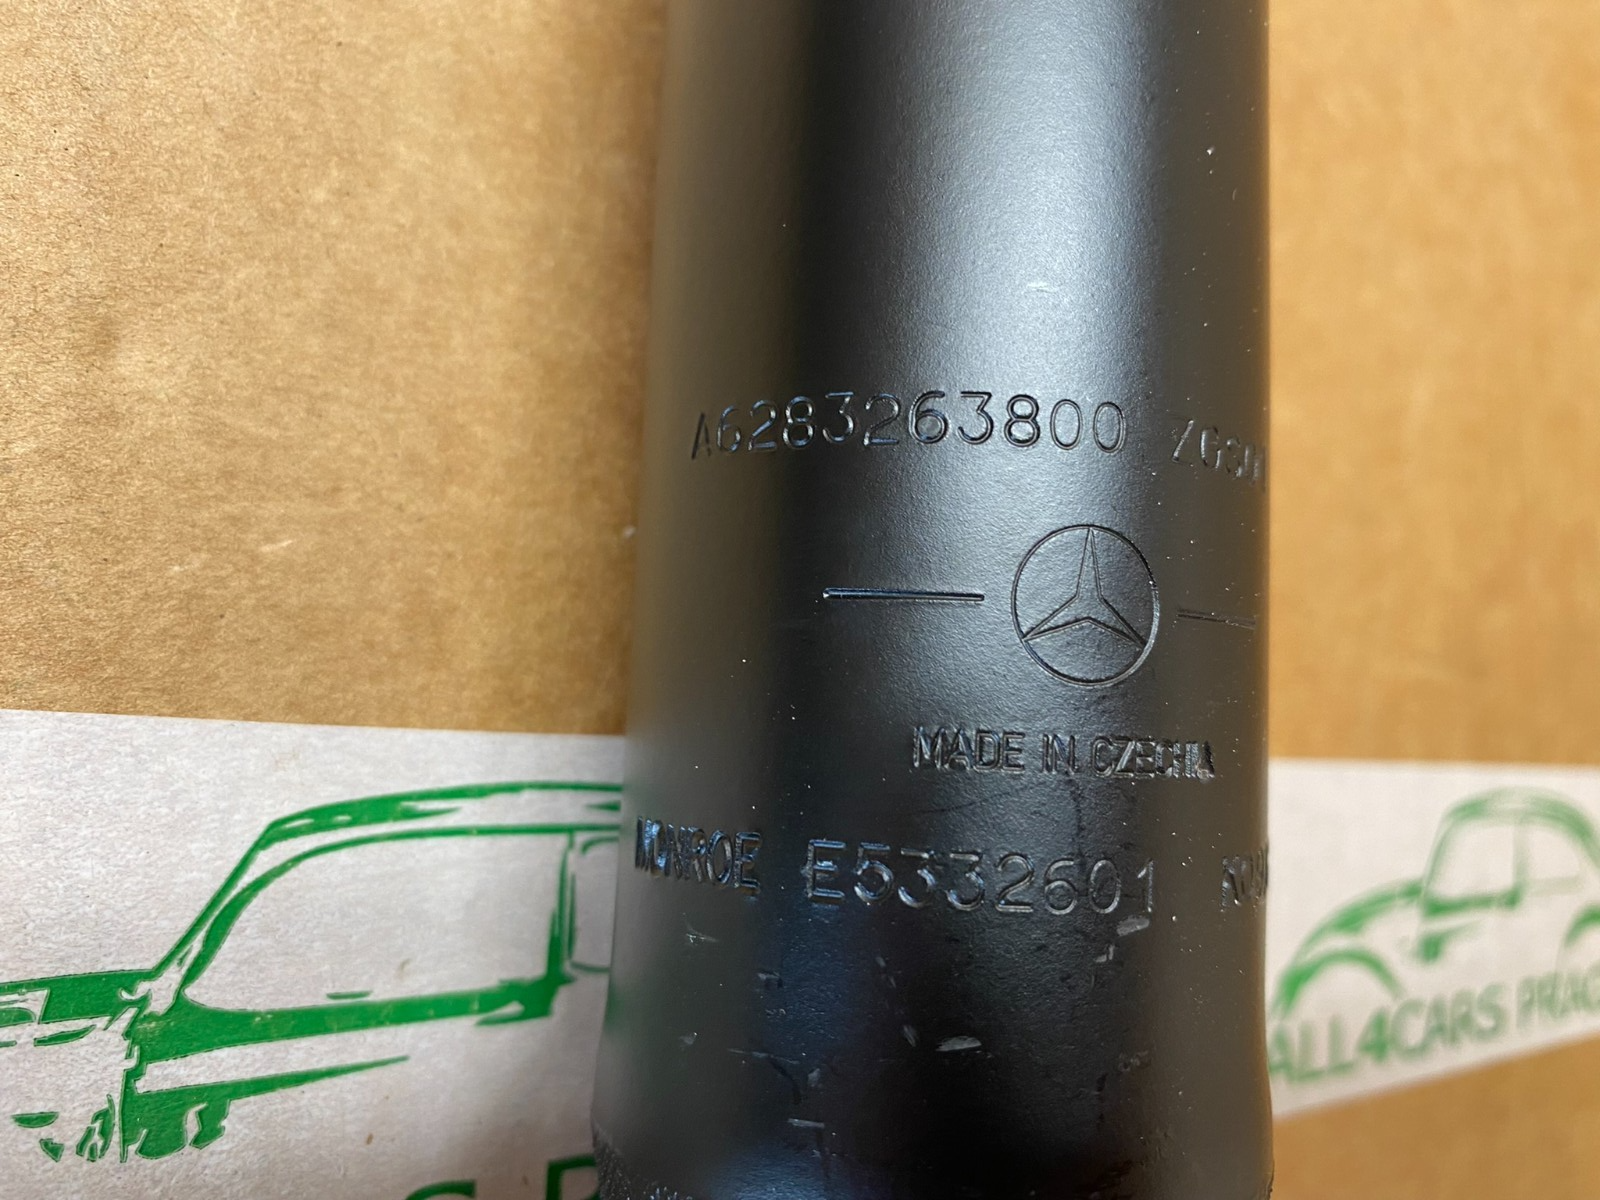 A6283263800
MADE IN CZECHIA
MONROE E5332601
ALL4CARS